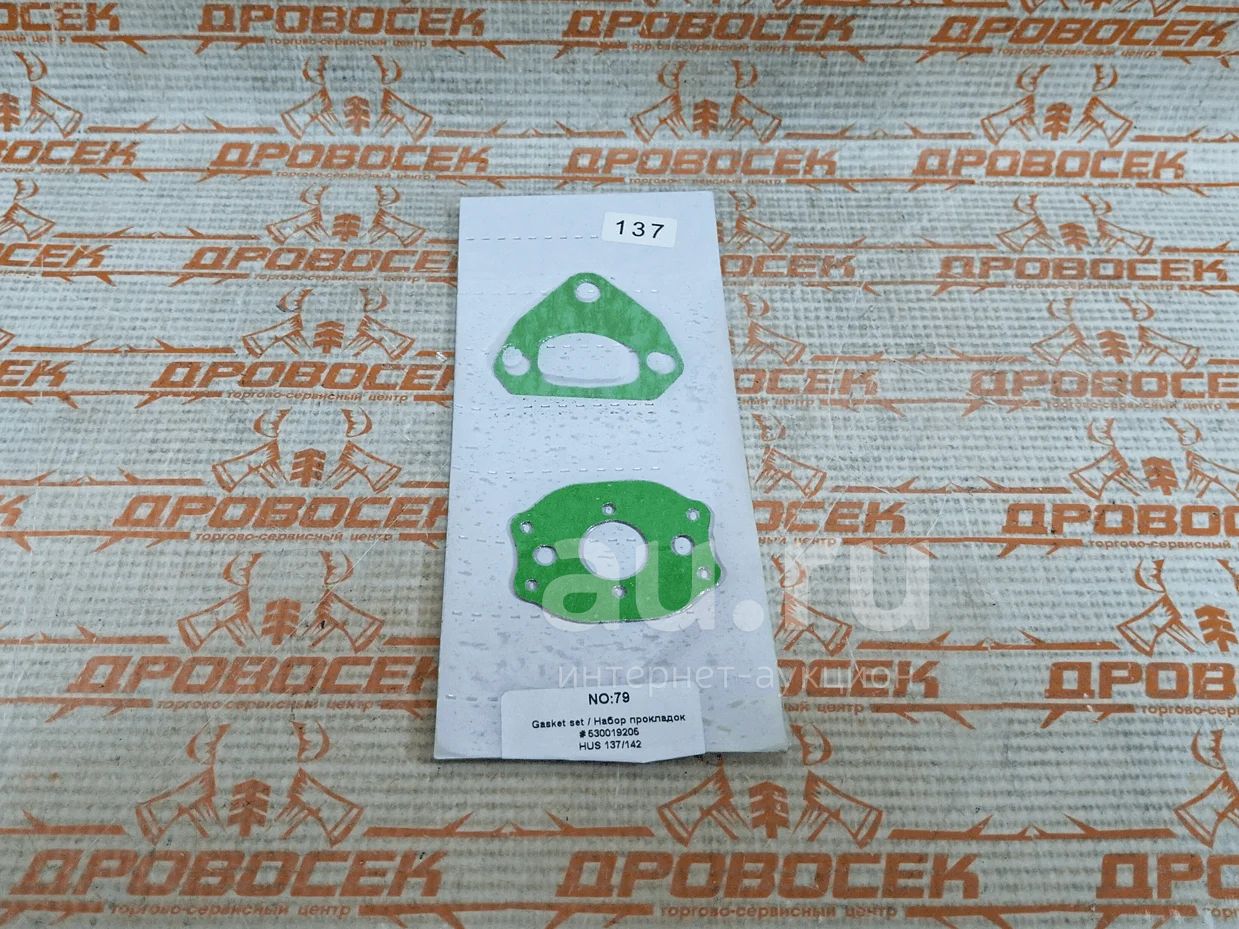 ДРОВОСЕК
торгово-сервисный центр
137
au.ru
интернет-аукцион
NO:79
Gasket set / Набор прокладок
# 530019205
HUS 137/142